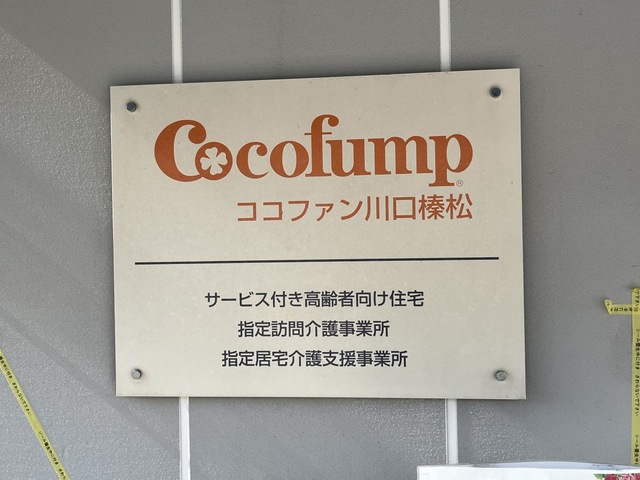 Cocofump®
ココファン川口榛松
サービス付き高齢者向け住宅
指定訪問介護事業所
指定居宅介護支援事業所